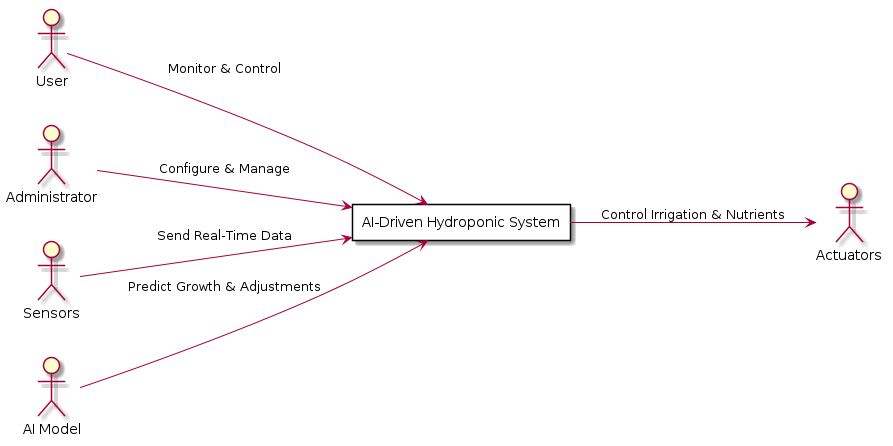 User
Monitor & Control
Administrator
Configure & Manage
Sensors
Send Real-Time Data
AI Model
Predict Growth & Adjustments
AI-Driven Hydroponic System
Control Irrigation & Nutrients
Actuators